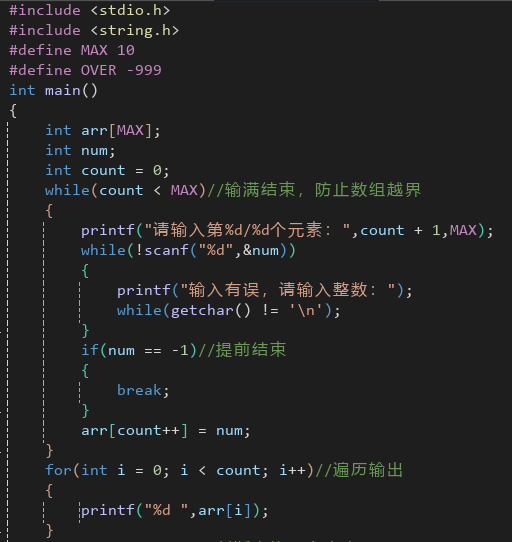 #include <stdio.h>
#include <string.h>
#define MAX 10
#define OVER -999
int main()
{
    int arr[MAX];
    int num;
    int count = 0;
    while(count < MAX)//输满结束，防止数组越界
    {
        printf("请输入第%d/%d个元素：",count + 1,MAX);
        while(!scanf("%d",&num))
        {
            printf("输入有误，请输入整数：");
            while(getchar() != '\n');
        }
        if(num == -1)//提前结束
        {
            break;
        }
        arr[count++] = num;
    }
    for(int i = 0; i < count; i++)//遍历输出
    {
        printf("%d ",arr[i]);
    }